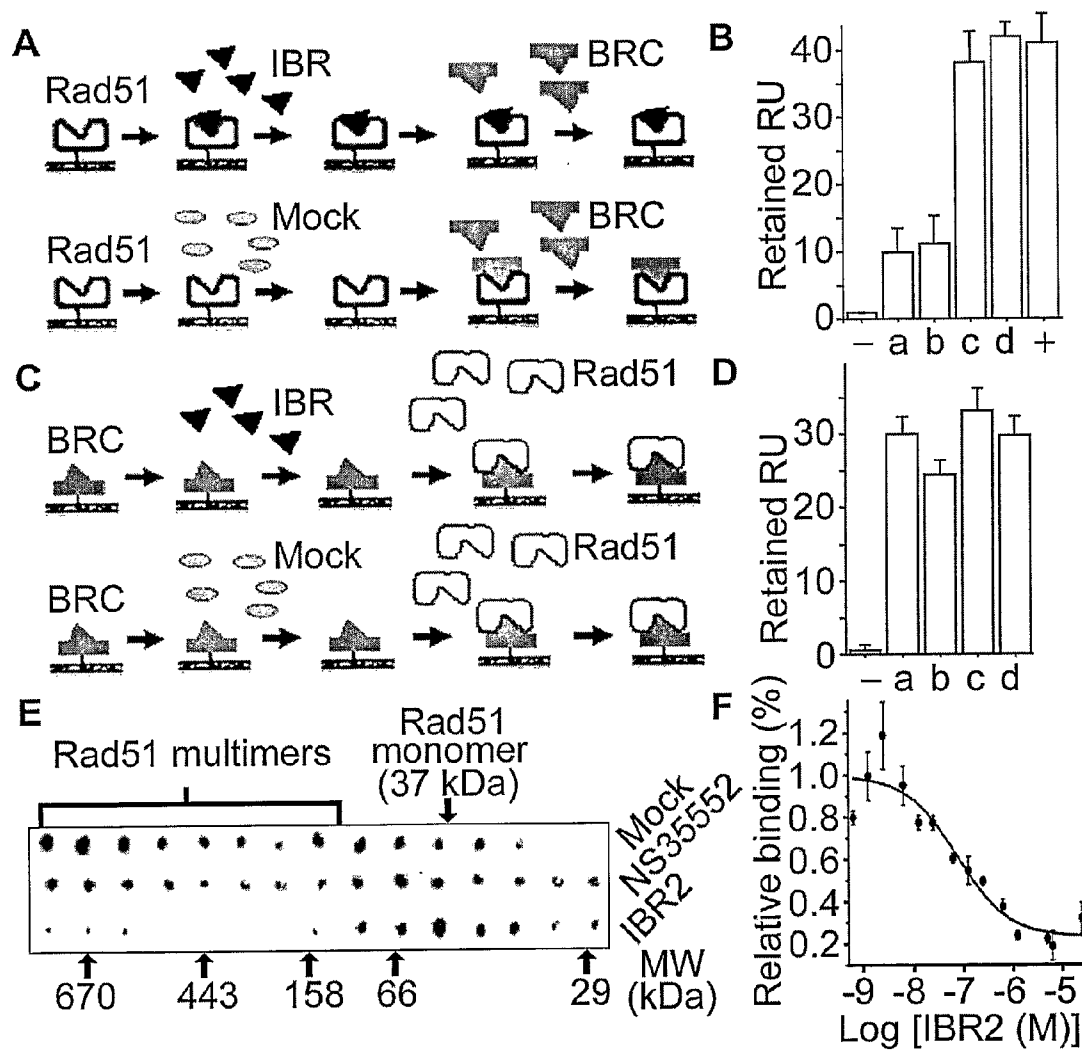 A
Rad51
IBR
BRC
Rad51
Mock
BRC
B
Retained RU
40
30
20
10
0
– a b c d +
C
BRC
IBR
Rad51
BRC
Mock
Rad51
D
Retained RU
30
20
10
0
– a b c d
E
Rad51 multimers
Rad51
monomer
(37 kDa)
Mock
NS35552
IBR2
670 443 158 66 29
MW
(kDa)
F
Relative binding (%)
1.2
1.0
0.8
0.6
0.4
0.2
-9 -8 -7 -6 -5
Log [IBR2 (M)]